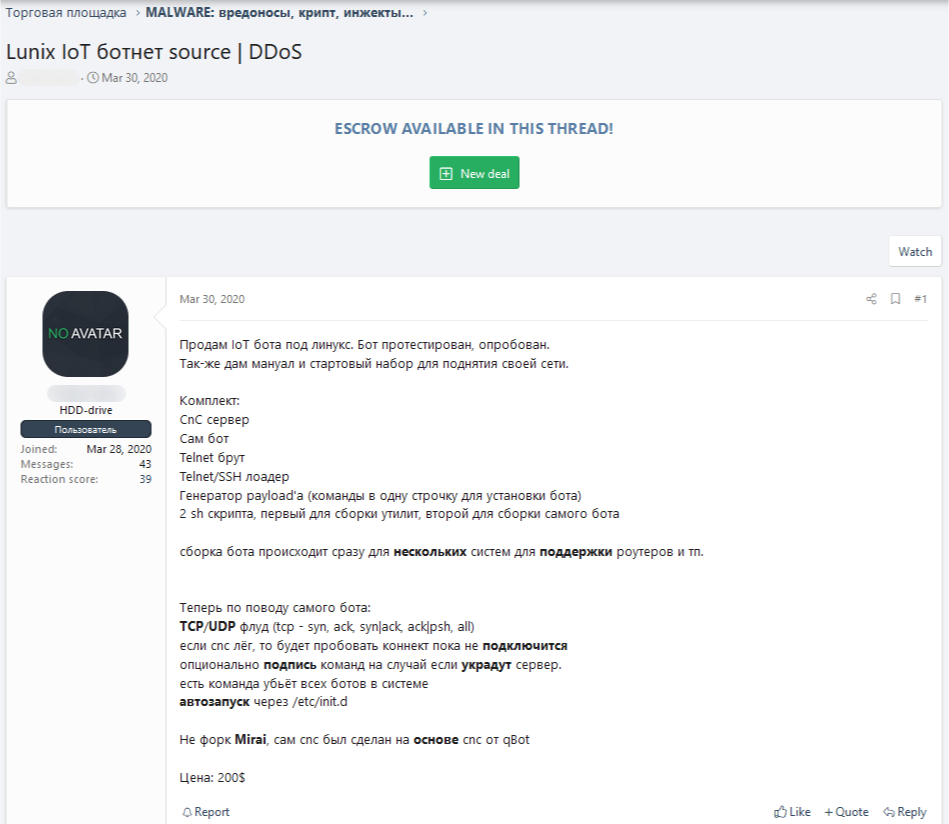 Торговая площадка › MALWARE: вредоносы, крипт, инжекты... ›
Lunix IoT ботнет source | DDoS
· Mar 30, 2020
ESCROW AVAILABLE IN THIS THREAD!
New deal
Watch
NO AVATAR
HDD-drive
Пользователь
Joined: Mar 28, 2020
Messages: 43
Reaction score: 39
Mar 30, 2020 #1
Продам IoT бота под линукс. Бот протестирован, опробован.
Так-же дам мануал и стартовый набор для поднятия своей сети.
Комплект:
CnC сервер
Сам бот
Telnet брут
Telnet/SSH лоадер
Генератор payload'а (команды в одну строчку для установки бота)
2 sh скрипта, первый для сборки утилит, второй для сборки самого бота
сборка бота происходит сразу для нескольких систем для поддержки роутеров и тп.
Теперь по поводу самого бота:
TCP/UDP флуд (tcp - syn, ack, syn|ack, ack|psh, all)
если cnc лёг, то будет пробовать коннект пока не подключится
опционально подпись команд на случай если украдут сервер.
есть команда убьёт всех ботов в системе
автозапуск через /etc/init.d
Не форк Mirai, сам cnc был сделан на основе cnc от qBot
Цена: 200$
Report Like + Quote Reply